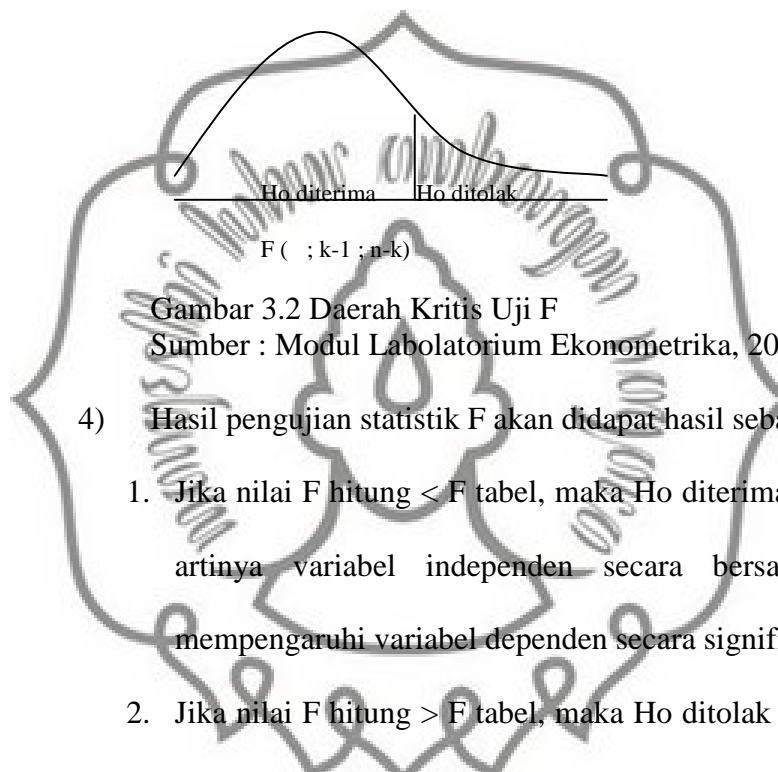 Ho diterima Ho ditolak
F ( ; k-1 ; n-k)
Gambar 3.2 Daerah Kritis Uji F
Sumber : Modul Labolatorium Ekonometrika, 20
4) Hasil pengujian statistik F akan didapat hasil seba
1. Jika nilai F hitung < F tabel, maka Ho diterima
artinya variabel independen secara bersa
mempengaruhi variabel dependen secara signifi
2. Jika nilai F hitung > F tabel, maka Ho ditolak